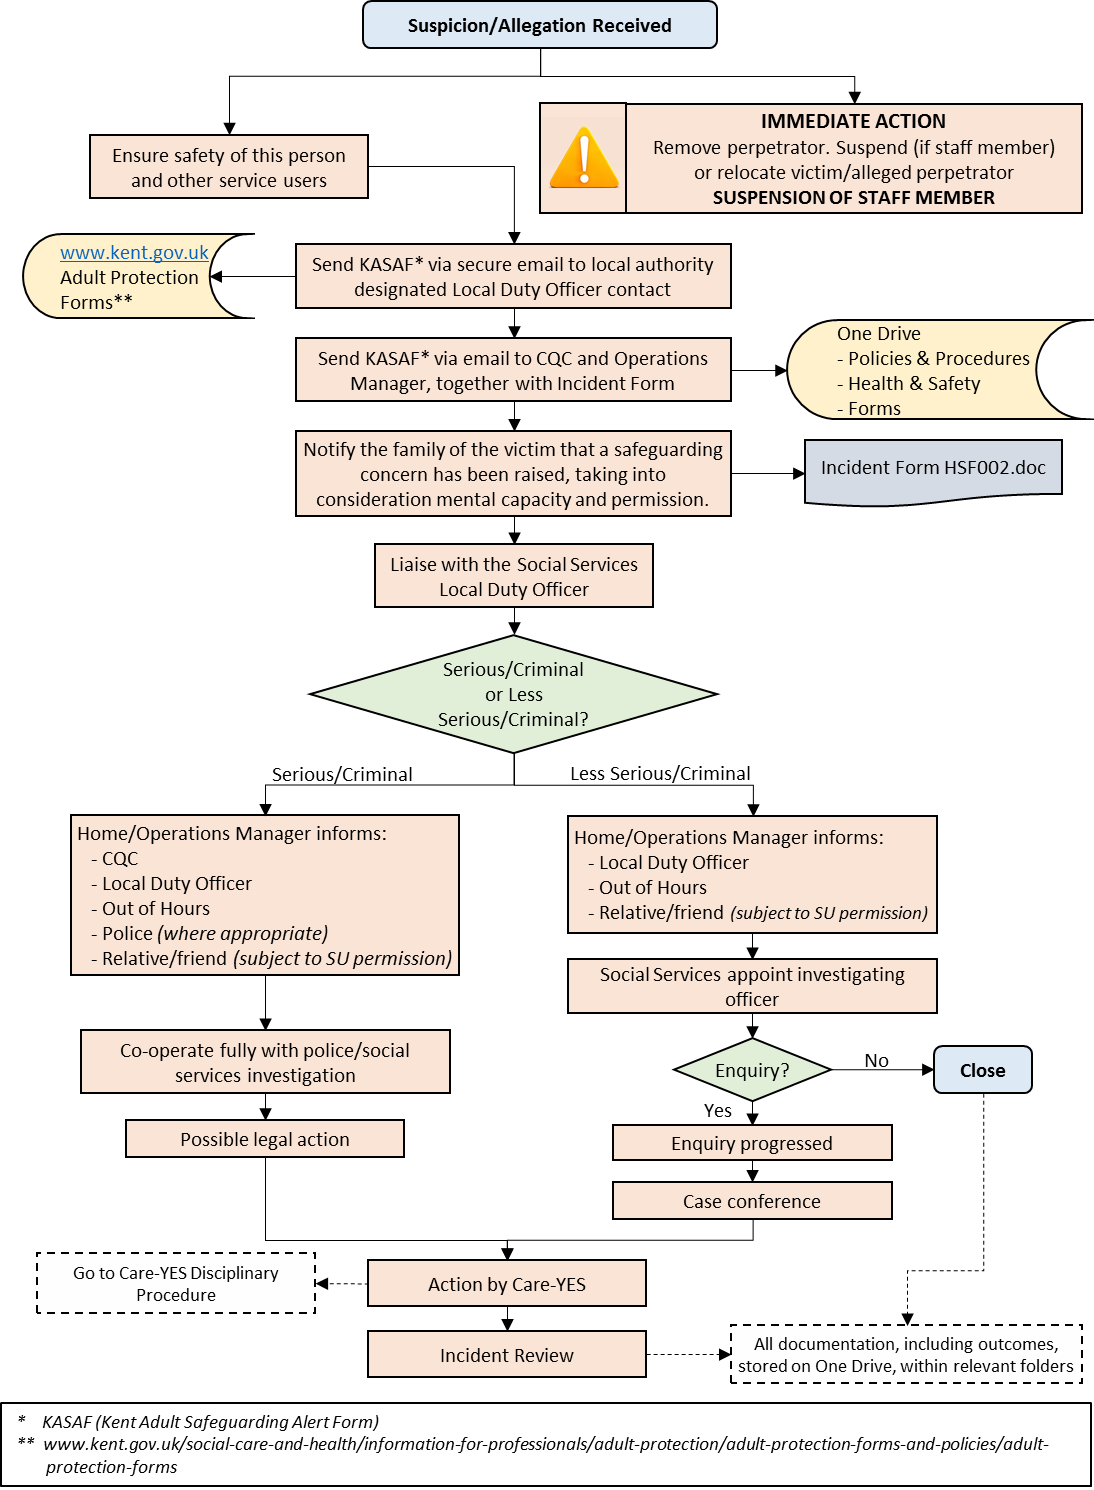 Suspicion/Allegation Received
IMMEDIATE ACTION
Remove perpetrator. Suspend (if staff member)
or relocate victim/alleged perpetrator
SUSPENSION OF STAFF MEMBER
Ensure safety of this person
and other service users
www.kent.gov.uk
Adult Protection
Forms**
Send KASAF* via secure email to local authority
designated Local Duty Officer contact
Send KASAF* via email to CQC and Operations
Manager, together with Incident Form
One Drive
- Policies & Procedures
- Health & Safety
- Forms
Notify the family of the victim that a safeguarding
concern has been raised, taking into
consideration mental capacity and permission.
Incident Form HSF002.doc
Liaise with the Social Services
Local Duty Officer
Serious/Criminal
or Less
Serious/Criminal?
Serious/Criminal
Less Serious/Criminal
Home/Operations Manager informs:
- CQC
- Local Duty Officer
- Out of Hours
- Police (where appropriate)
- Relative/friend (subject to SU permission)
Home/Operations Manager informs:
- Local Duty Officer
- Out of Hours
- Relative/friend (subject to SU permission)
Social Services appoint investigating
officer
Co-operate fully with police/social
services investigation
Enquiry?
No
Close
Yes
Possible legal action
Enquiry progressed
Case conference
Go to Care-YES Disciplinary
Procedure
Action by Care-YES
Incident Review
All documentation, including outcomes,
stored on One Drive, within relevant folders
* KASAF (Kent Adult Safeguarding Alert Form)
** www.kent.gov.uk/social-care-and-health/information-for-professionals/adult-protection/adult-protection-forms-and-policies/adult-
protection-forms